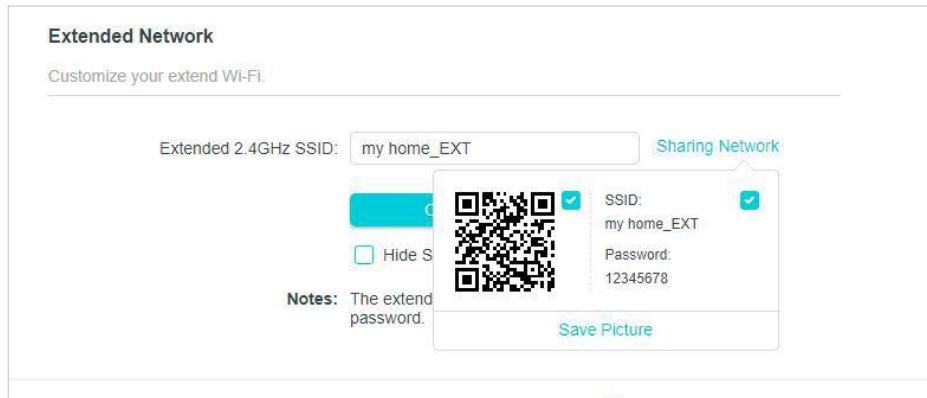 Extended Network
Customize your extend Wi-Fi.
Extended 2.4GHz SSID: my home_EXT Sharing Network
SSID:
my home_EXT
Hide S
Password:
12345678
Notes: The extend
password.
Save Picture